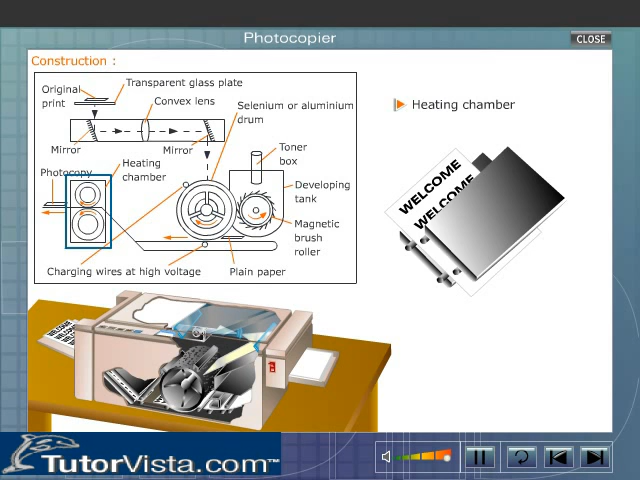 Photocopier
CLOSE
Construction :
Original print
Transparent glass plate
Convex lens
Selenium or aluminium drum
Mirror
Mirror
Toner box
Photocopy
Heating chamber
Developing tank
Magnetic brush roller
Charging wires at high voltage
Plain paper
Heating chamber
WELCOME
WELCOME
WELCOME
WELCOME
TutorVista.com™